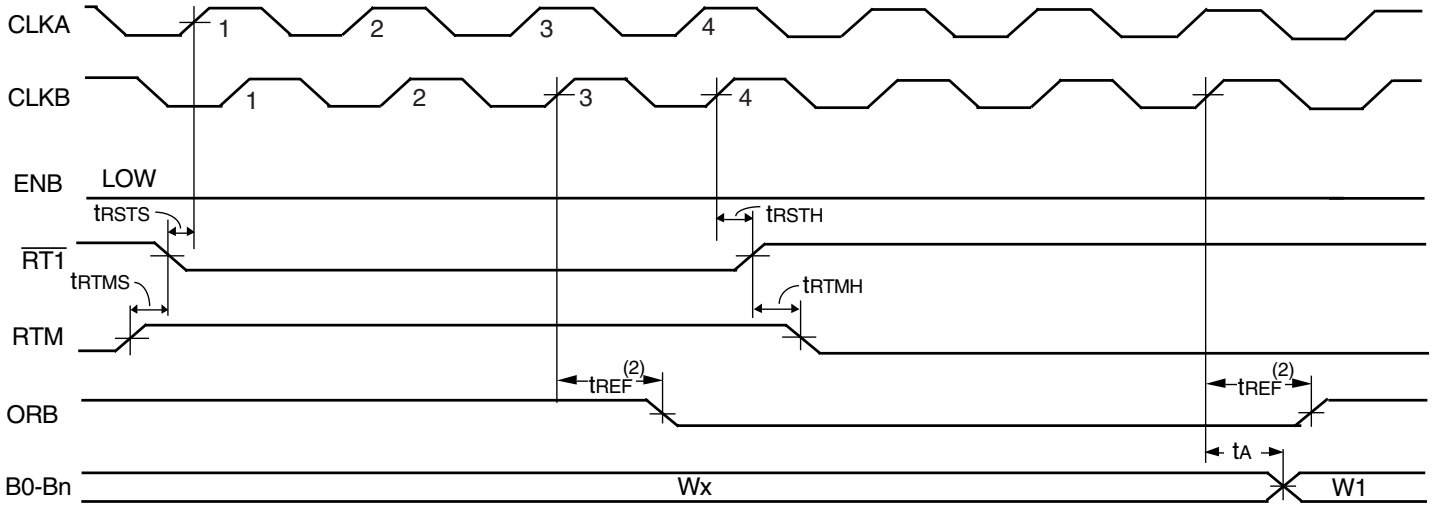 CLKA 1 2 3 4
CLKB 1 2 3 4
ENB LOW
tRSTS tRSTH
RT1
tRTMS tRTMH
RTM
tREF(2) tREF(2)
ORB
tA
B0-Bn Wx W1